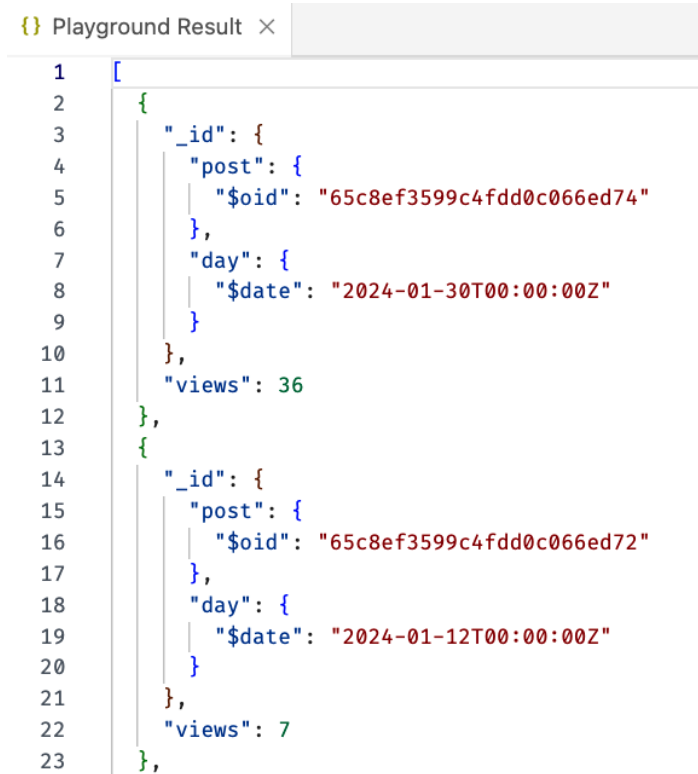 {} Playground Result ×
1 [
2 {
3 "_id": {
4 "post": {
5 "$oid": "65c8ef3599c4fdd0c066ed74"
6 },
7 "day": {
8 "$date": "2024-01-30T00:00:00Z"
9 }
10 },
11 "views": 36
12 },
13 {
14 "_id": {
15 "post": {
16 "$oid": "65c8ef3599c4fdd0c066ed72"
17 },
18 "day": {
19 "$date": "2024-01-12T00:00:00Z"
20 }
21 },
22 "views": 7
23 },